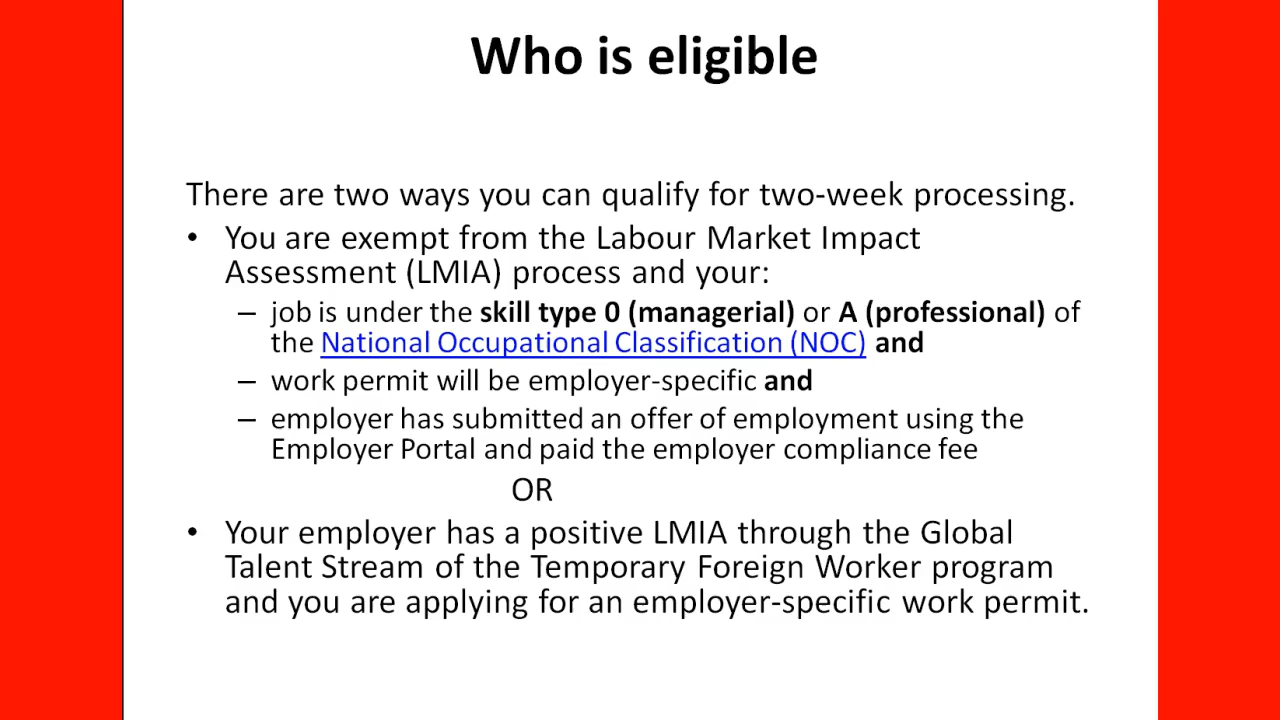 Who is eligible
There are two ways you can qualify for two-week processing.
• You are exempt from the Labour Market Impact
Assessment (LMIA) process and your:
– job is under the skill type 0 (managerial) or A (professional) of
the National Occupational Classification (NOC) and
– work permit will be employer-specific and
– employer has submitted an offer of employment using the
Employer Portal and paid the employer compliance fee
OR
• Your employer has a positive LMIA through the Global
Talent Stream of the Temporary Foreign Worker program
and you are applying for an employer-specific work permit.